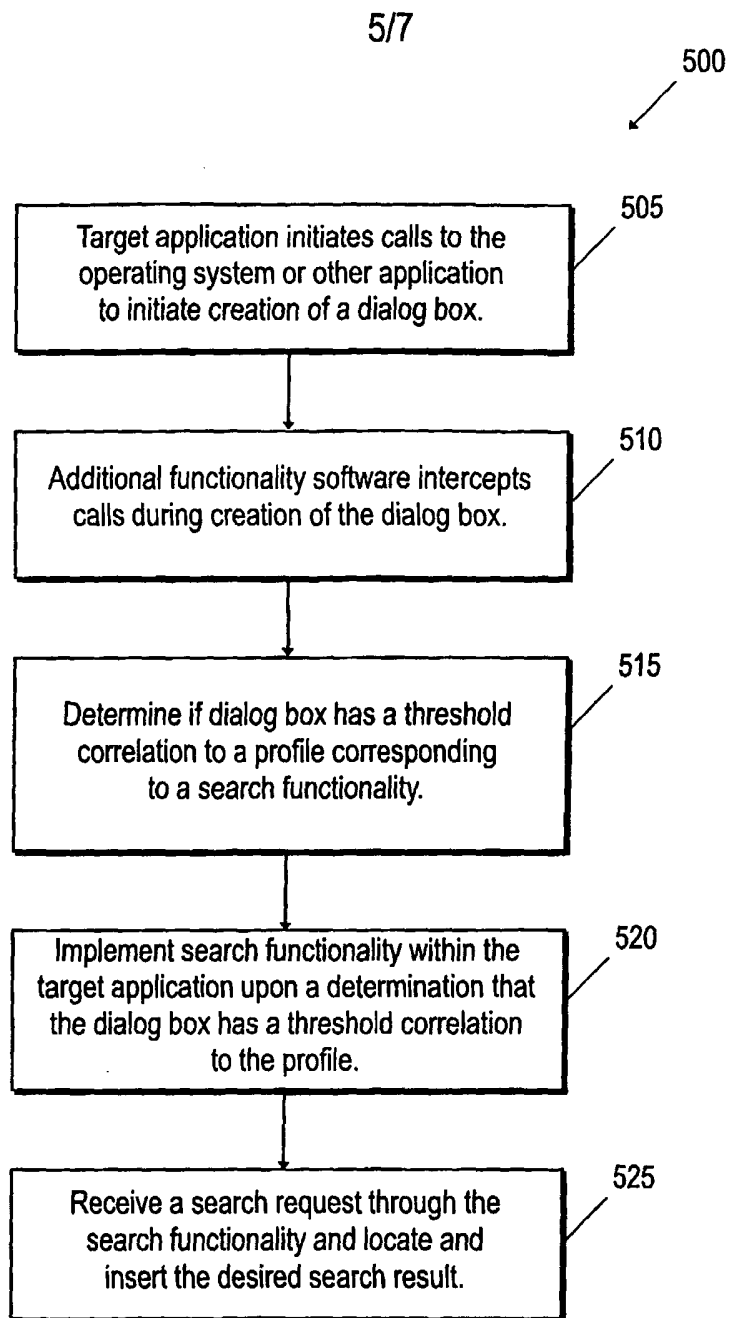 5/7
500
505
Target application initiates calls to the
operating system or other application
to initiate creation of a dialog box.
510
Additional functionality software intercepts
calls during creation of the dialog box.
515
Determine if dialog box has a threshold
correlation to a profile corresponding
to a search functionality.
520
Implement search functionality within the
target application upon a determination that
the dialog box has a threshold correlation
to the profile.
525
Receive a search request through the
search functionality and locate and
insert the desired search result.